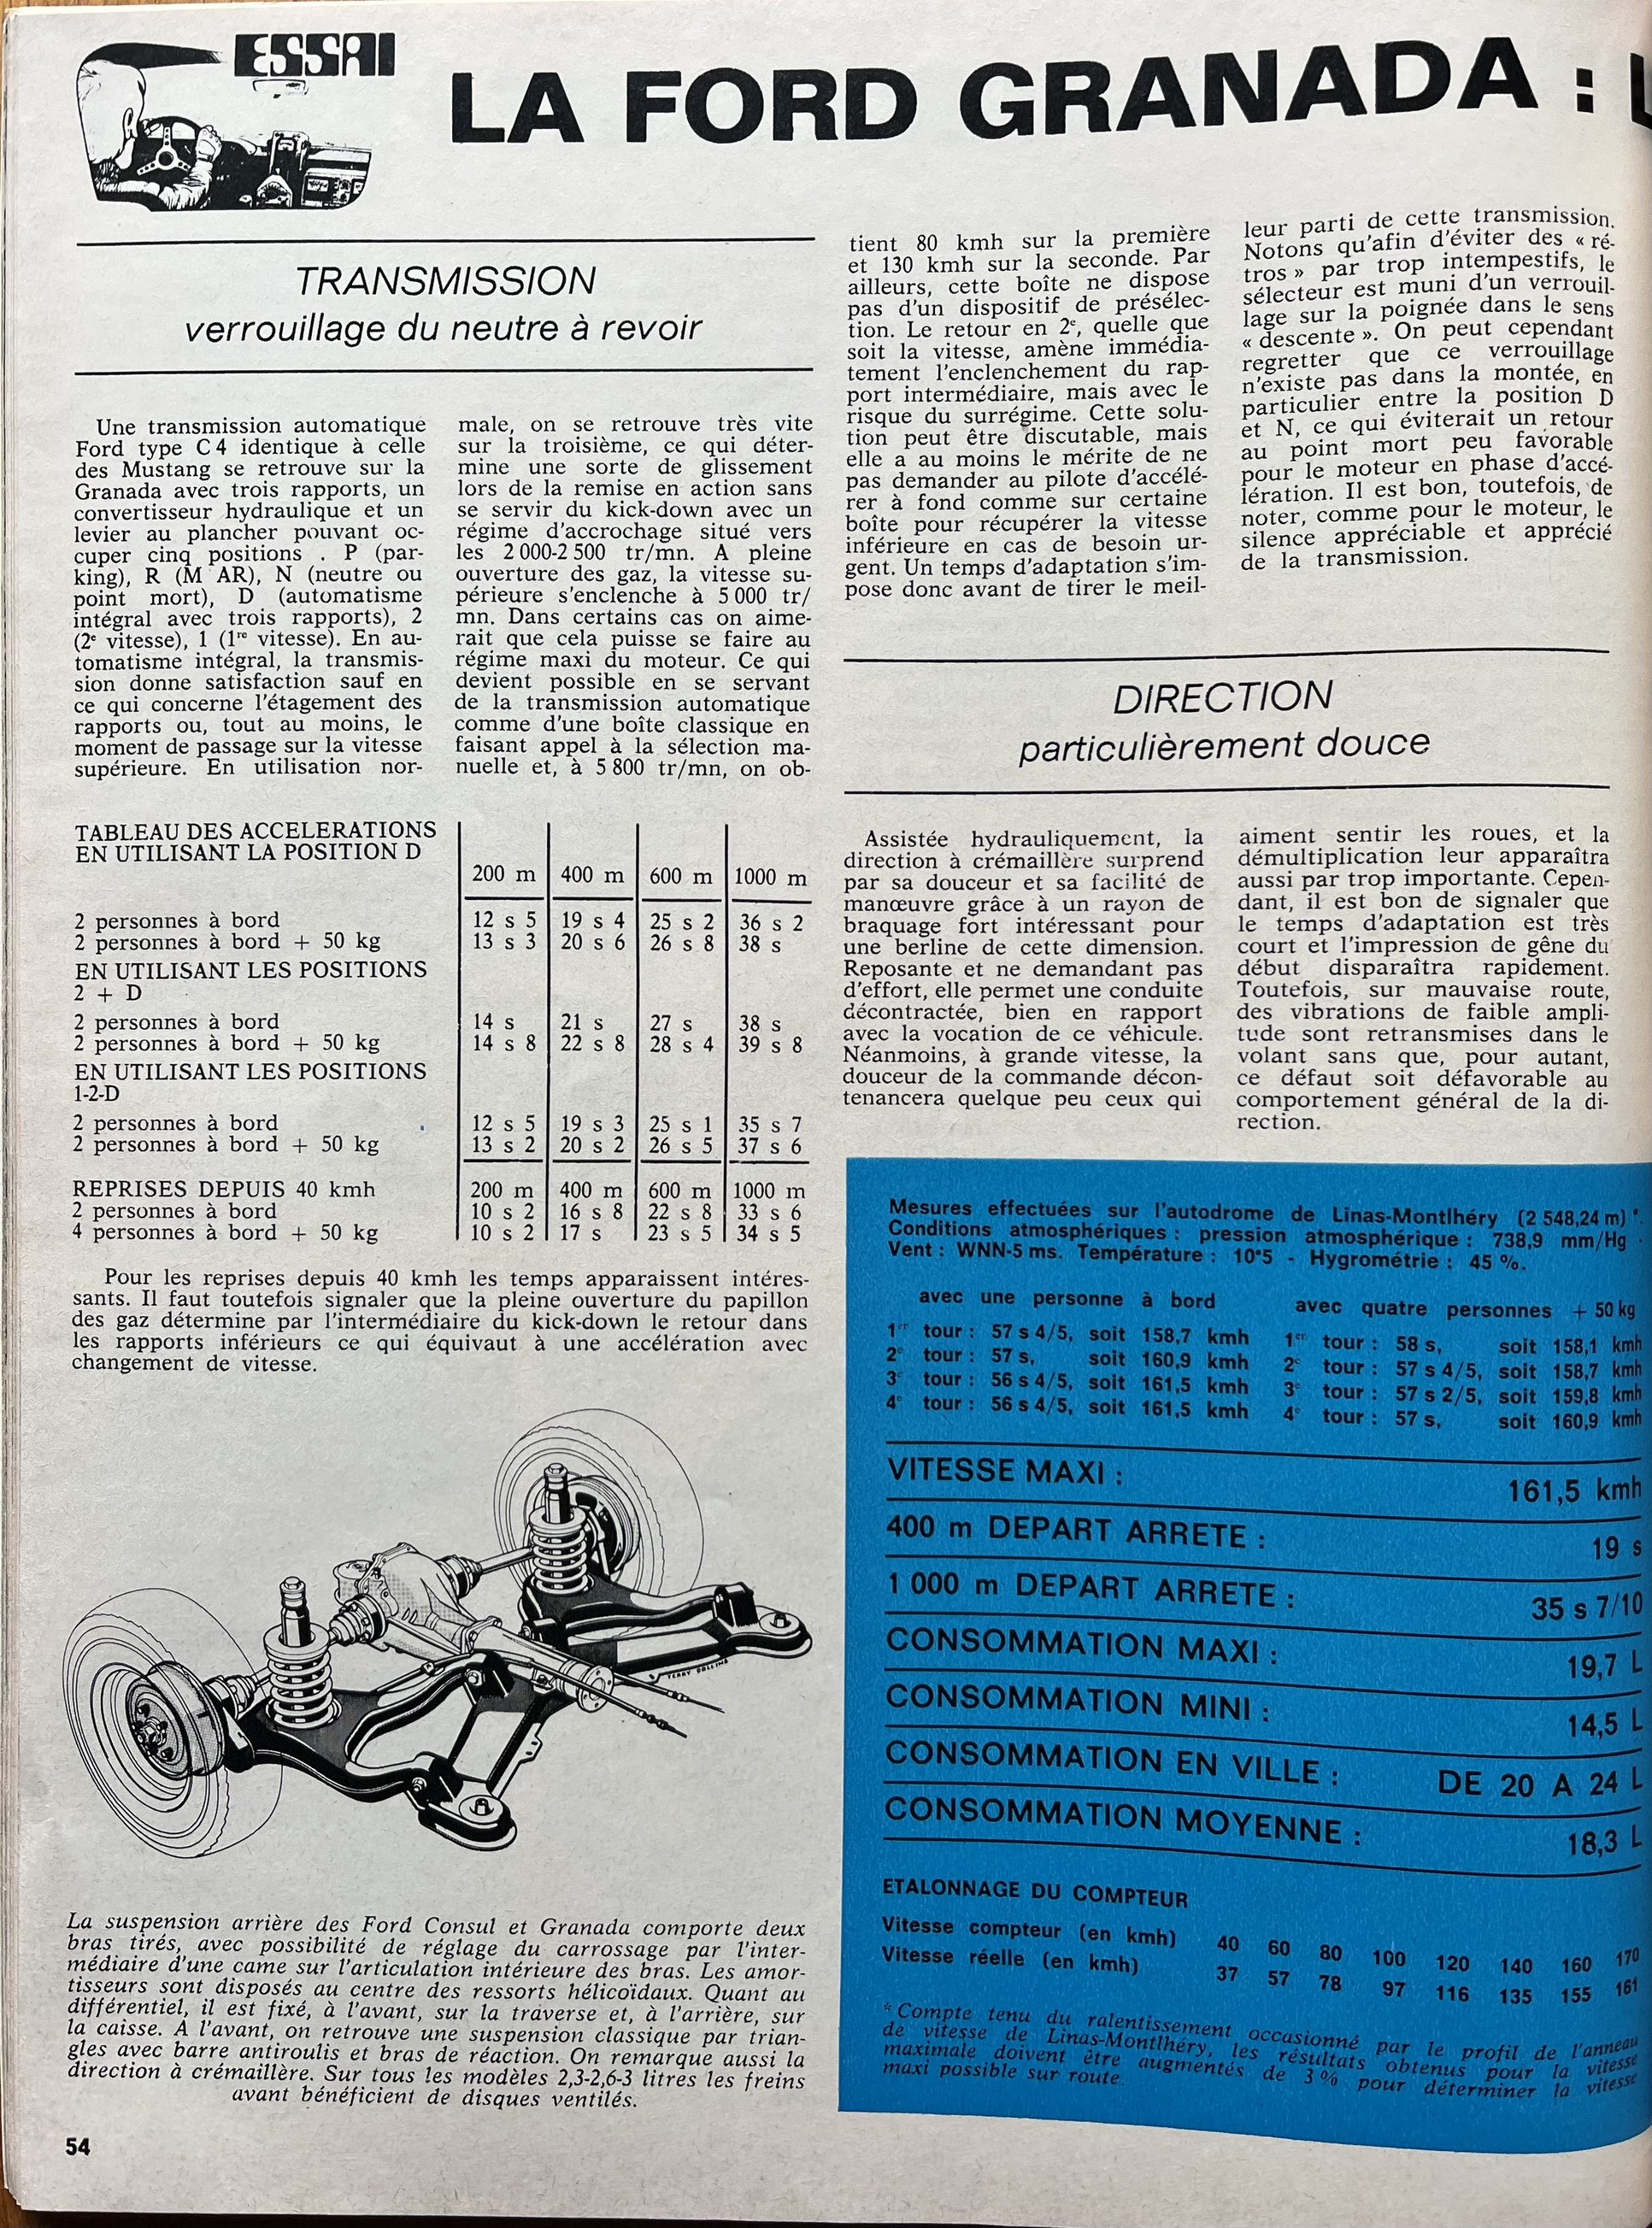 ESSAI
LA FORD GRANADA :
TRANSMISSION
verrouillage du neutre à revoir
Une transmission automatique
Ford type C 4 identique à celle
des Mustang se retrouve sur la
Granada avec trois rapports, un
convertisseur hydraulique et un
levier au plancher pouvant oc-
cuper cinq positions . P (par-
king), R (M AR), N (neutre ou
point mort), D (automatisme
intégral avec trois rapports), 2
(2e vitesse), 1 (1re vitesse). En au-
tomatisme intégral, la transmis-
sion donne satisfaction sauf en
ce qui concerne l'étagement des
rapports ou, tout au moins, le
moment de passage sur la vitesse
supérieure. En utilisation nor-
male, on se retrouve très vite
sur la troisième, ce qui déter-
mine une sorte de glissement
lors de la remise en action sans
se servir du kick-down avec un
régime d'accrochage situé vers
les 2 000-2 500 tr/mn. A pleine
ouverture des gaz, la vitesse su-
périeure s'enclenche à 5 000 tr/
mn. Dans certains cas on aime-
rait que cela puisse se faire au
régime maxi du moteur. Ce qui
devient possible en se servant
de la transmission automatique
comme d'une boîte classique en
faisant appel à la sélection ma-
nuelle et, à 5 800 tr/mn, on ob-
tient 80 kmh sur la première
et 130 kmh sur la seconde. Par
ailleurs, cette boîte ne dispose
pas d'un dispositif de présélec-
tion. Le retour en 2e, quelle que
soit la vitesse, amène immédia-
tement l'enclenchement du rap-
port intermédiaire, mais avec le
risque du surrégime. Cette solu-
tion peut être discutable, mais
elle a au moins le mérite de ne
pas demander au pilote d'accélé-
rer à fond comme sur certaine
boîte pour récupérer la vitesse
inférieure en cas de besoin ur-
gent. Un temps d'adaptation s'im-
pose donc avant de tirer le meil-
leur parti de cette transmission.
Notons qu'afin d'éviter des « ré-
tros » par trop intempestifs, le
sélecteur est muni d'un verrouil-
lage sur la poignée dans le sens
« descente ». On peut cependant
regretter que ce verrouillage
n'existe pas dans la montée, en
particulier entre la position D
et N, ce qui éviterait un retour
au point mort peu favorable
pour le moteur en phase d'accé-
lération. Il est bon, toutefois, de
noter, comme pour le moteur, le
silence appréciable et apprécié
de la transmission.
TABLEAU DES ACCELERATIONS
EN UTILISANT LA POSITION D
200 m 400 m 600 m 1000 m
2 personnes à bord 12 s 5 19 s 4 25 s 2 36 s 2
2 personnes à bord + 50 kg 13 s 3 20 s 6 26 s 8 38 s
EN UTILISANT LES POSITIONS
2 + D
2 personnes à bord 14 s 21 s 27 s 38 s
2 personnes à bord + 50 kg 14 s 8 22 s 8 28 s 4 39 s 8
EN UTILISANT LES POSITIONS
1-2-D
2 personnes à bord 12 s 5 19 s 3 25 s 1 35 s 7
2 personnes à bord + 50 kg 13 s 2 20 s 2 26 s 5 37 s 6
REPRISES DEPUIS 40 kmh 200 m 400 m 600 m 1000 m
2 personnes à bord 10 s 2 16 s 8 22 s 8 33 s 6
4 personnes à bord + 50 kg 10 s 2 17 s 23 s 5 34 s 5
Pour les reprises depuis 40 kmh les temps apparaissent intéres-
sants. Il faut toutefois signaler que la pleine ouverture du papillon
des gaz détermine par l'intermédiaire du kick-down le retour dans
les rapports inférieurs ce qui équivaut à une accélération avec
changement de vitesse.
TERRY COLLINS
La suspension arrière des Ford Consul et Granada comporte deux
bras tirés, avec possibilité de réglage du carrossage par l'inter-
médiaire d'une came sur l'articulation intérieure des bras. Les amor-
tisseurs sont disposés au centre des ressorts hélicoïdaux. Quant au
différentiel, il est fixé, à l'avant, sur la traverse et, à l'arrière, sur
la caisse. A l'avant, on retrouve une suspension classique par trian-
gles avec barre antiroulis et bras de réaction. On remarque aussi la
direction à crémaillère. Sur tous les modèles 2,3-2,6-3 litres les freins
avant bénéficient de disques ventilés.
54
DIRECTION
particulièrement douce
Assistée hydrauliquement, la
direction à crémaillère surprend
par sa douceur et sa facilité de
manœuvre grâce à un rayon de
braquage fort intéressant pour
une berline de cette dimension.
Reposante et ne demandant pas
d'effort, elle permet une conduite
décontractée, bien en rapport
avec la vocation de ce véhicule.
Néanmoins, à grande vitesse, la
douceur de la commande décon-
tenancera quelque peu ceux qui
aiment sentir les roues, et la
démultiplication leur apparaîtra
aussi par trop importante. Cepen-
dant, il est bon de signaler que
le temps d'adaptation est très
court et l'impression de gêne du
début disparaîtra rapidement.
Toutefois, sur mauvaise route,
des vibrations de faible ampli-
tude sont retransmises dans le
volant sans que, pour autant,
ce défaut soit défavorable au
comportement général de la di-
rection.
Mesures effectuées sur l'autodrome de Linas-Montlhéry (2 548,24 m) *
Conditions atmosphériques : pression atmosphérique : 738,9 mm/Hg -
Vent : WNN-5 ms. Température : 10°5 - Hygrométrie : 45 %.
avec une personne à bord
1er tour : 57 s 4/5, soit 158,7 kmh
2e tour : 57 s, soit 160,9 kmh
3e tour : 56 s 4/5, soit 161,5 kmh
4e tour : 56 s 4/5, soit 161,5 kmh
avec quatre personnes + 50 kg
1er tour : 58 s, soit 158,1 kmh
2e tour : 57 s 4/5, soit 158,7 kmh
3e tour : 57 s 2/5, soit 159,8 kmh
4e tour : 57 s, soit 160,9 kmh
VITESSE MAXI : 161,5 kmh
400 m DEPART ARRETE : 19 s
1 000 m DEPART ARRETE : 35 s 7/10
CONSOMMATION MAXI : 19,7 L
CONSOMMATION MINI : 14,5 L
CONSOMMATION EN VILLE : DE 20 A 24 L
CONSOMMATION MOYENNE : 18,3 L
ETALONNAGE DU COMPTEUR
Vitesse compteur (en kmh) 40 60 80 100 120 140 160 170
Vitesse réelle (en kmh) 37 57 78 97 116 135 155 161
* Compte tenu du ralentissement occasionné par le profil de l'anneau
de vitesse de Linas-Montlhéry, les résultats obtenus pour la vitesse
maximale doivent être augmentés de 3 % pour déterminer la vitesse
maxi possible sur route.